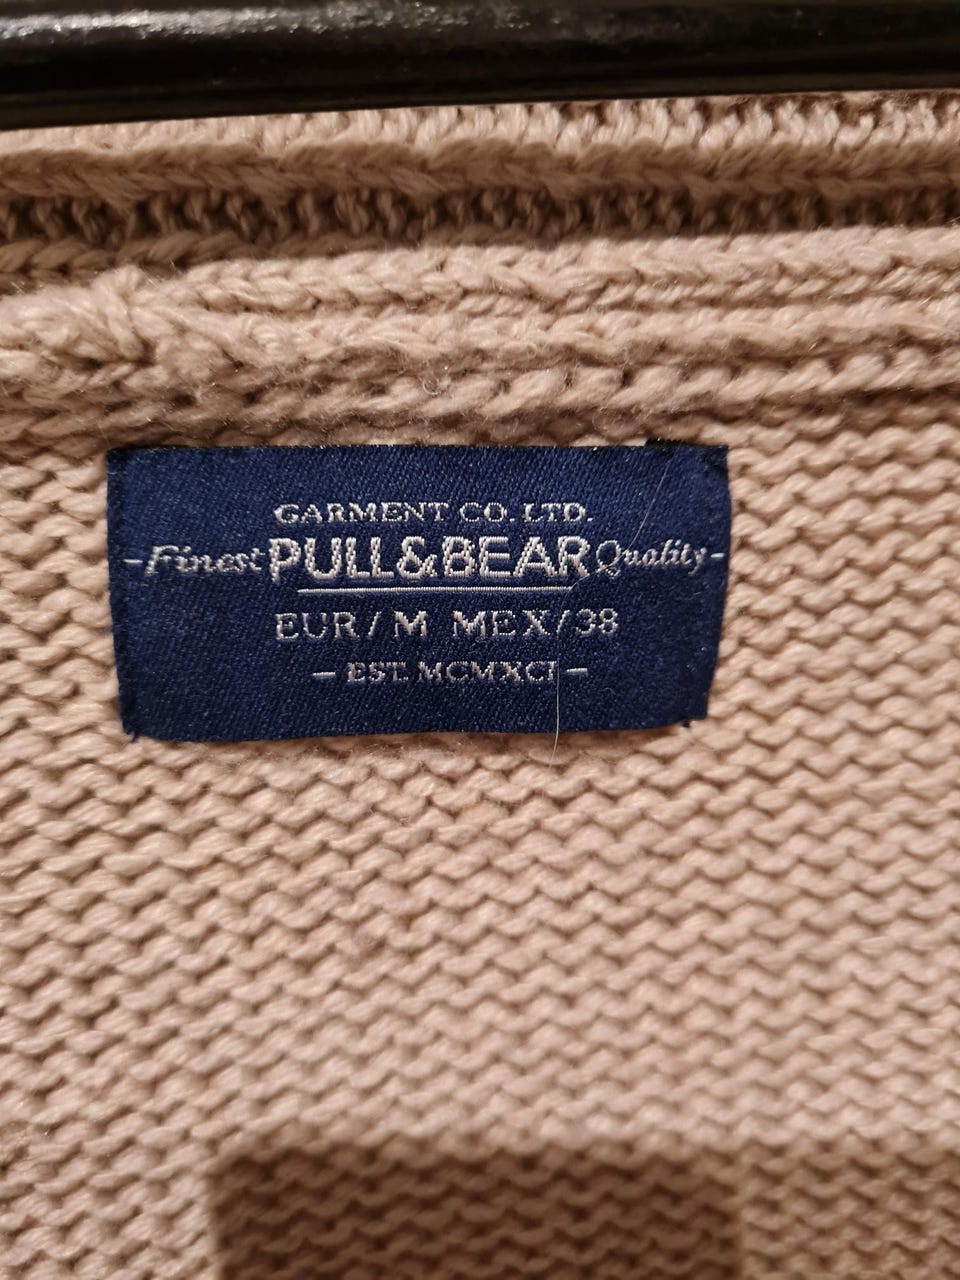 GARMENT CO. LTD.
-Finest PULL&BEAR Quality-
EUR/ M MEX/38
- EST. MCMXCI -